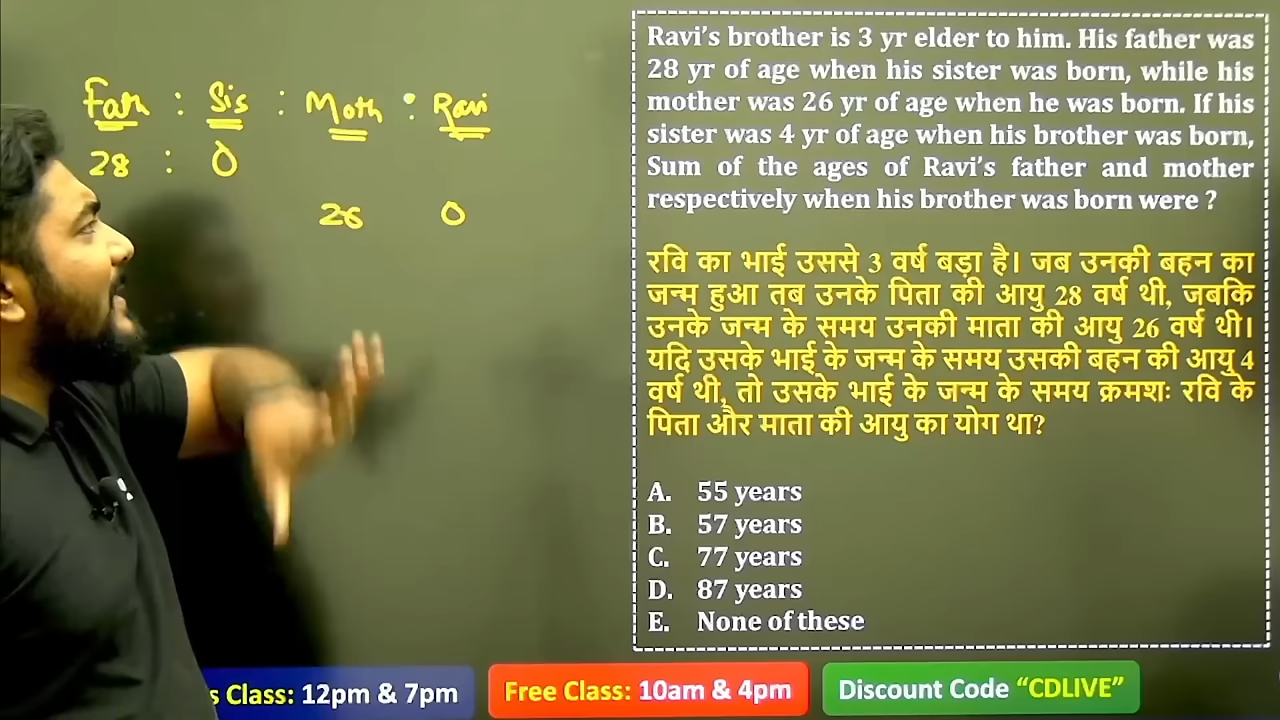 Fath : Sis : Moth : Ravi
28 : 0
26 0
Ravi's brother is 3 yr elder to him. His father was
28 yr of age when his sister was born, while his
mother was 26 yr of age when he was born. If his
sister was 4 yr of age when his brother was born,
Sum of the ages of Ravi's father and mother
respectively when his brother was born were ?
रवि का भाई उससे 3 वर्ष बड़ा है। जब उनकी बहन का
जन्म हुआ तब उनके पिता की आयु 28 वर्ष थी, जबकि
उनके जन्म के समय उनकी माता की आयु 26 वर्ष थी।
यदि उसके भाई के जन्म के समय उसकी बहन की आयु 4
वर्ष थी, तो उसके भाई के जन्म के समय क्रमशः रवि के
पिता और माता की आयु का योग था?
A. 55 years
B. 57 years
C. 77 years
D. 87 years
E. None of these
s Class: 12pm & 7pm
Free Class: 10am & 4pm
Discount Code “CDLIVE”